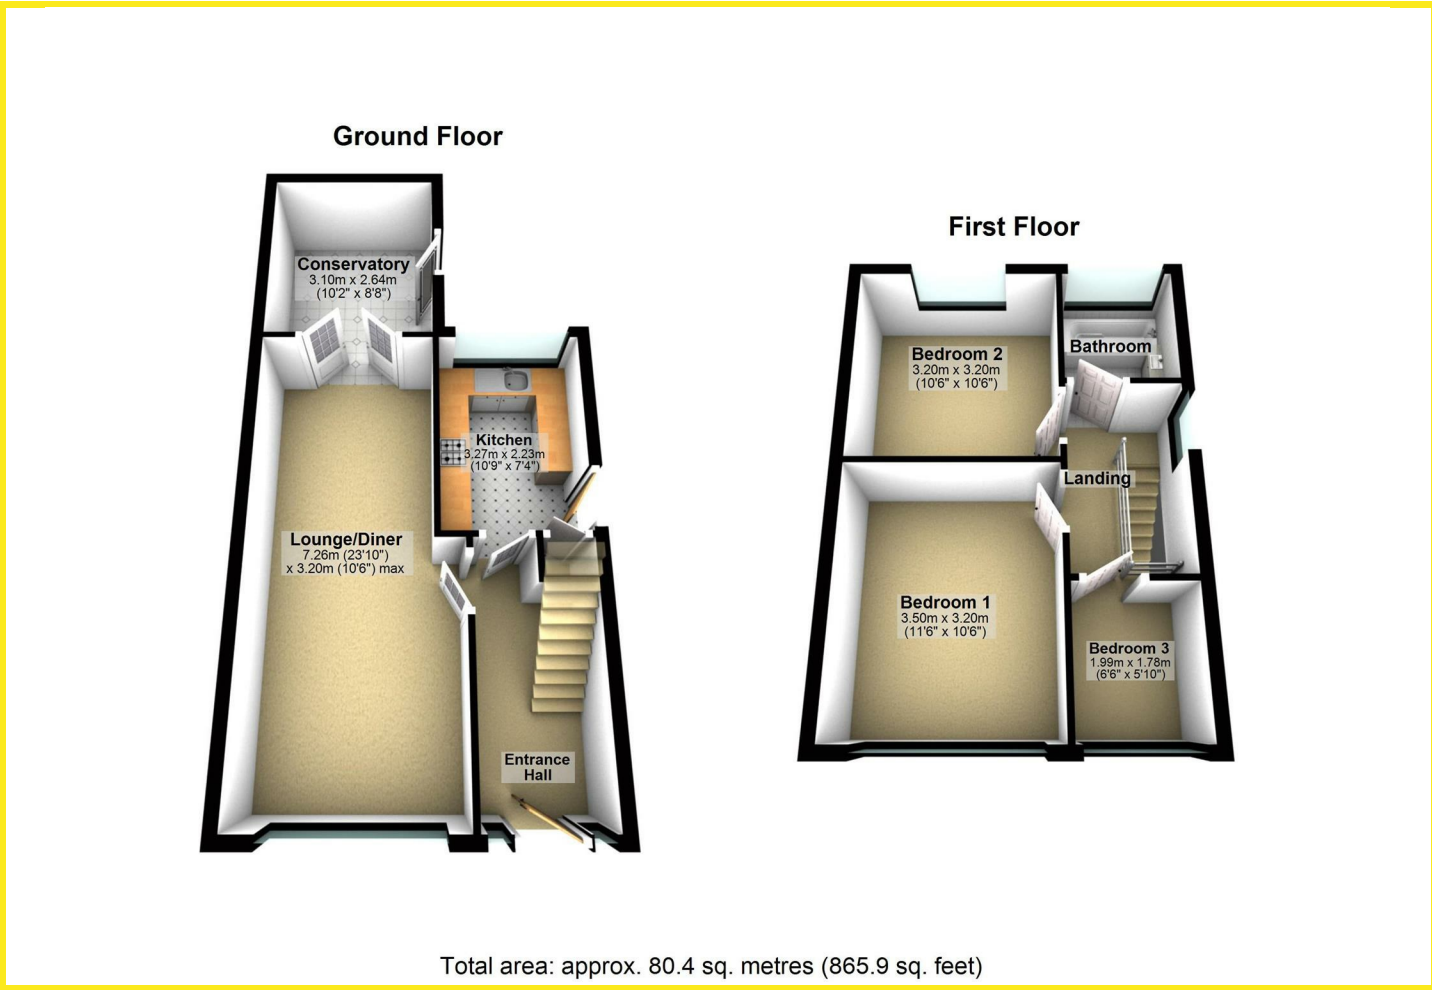 Ground Floor
Conservatory
3.10m x 2.64m
(10'2" x 8'8")
Kitchen
3.27m x 2.23m
(10'9" x 7'4")
Lounge/Diner
7.26m (23'10")
x 3.20m (10'6") max
Entrance
Hall
First Floor
Bedroom 2
3.20m x 3.20m
(10'6" x 10'6")
Bathroom
Landing
Bedroom 1
3.50m x 3.20m
(11'6" x 10'6")
Bedroom 3
1.99m x 1.78m
(6'6" x 5'10")
Total area: approx. 80.4 sq. metres (865.9 sq. feet)